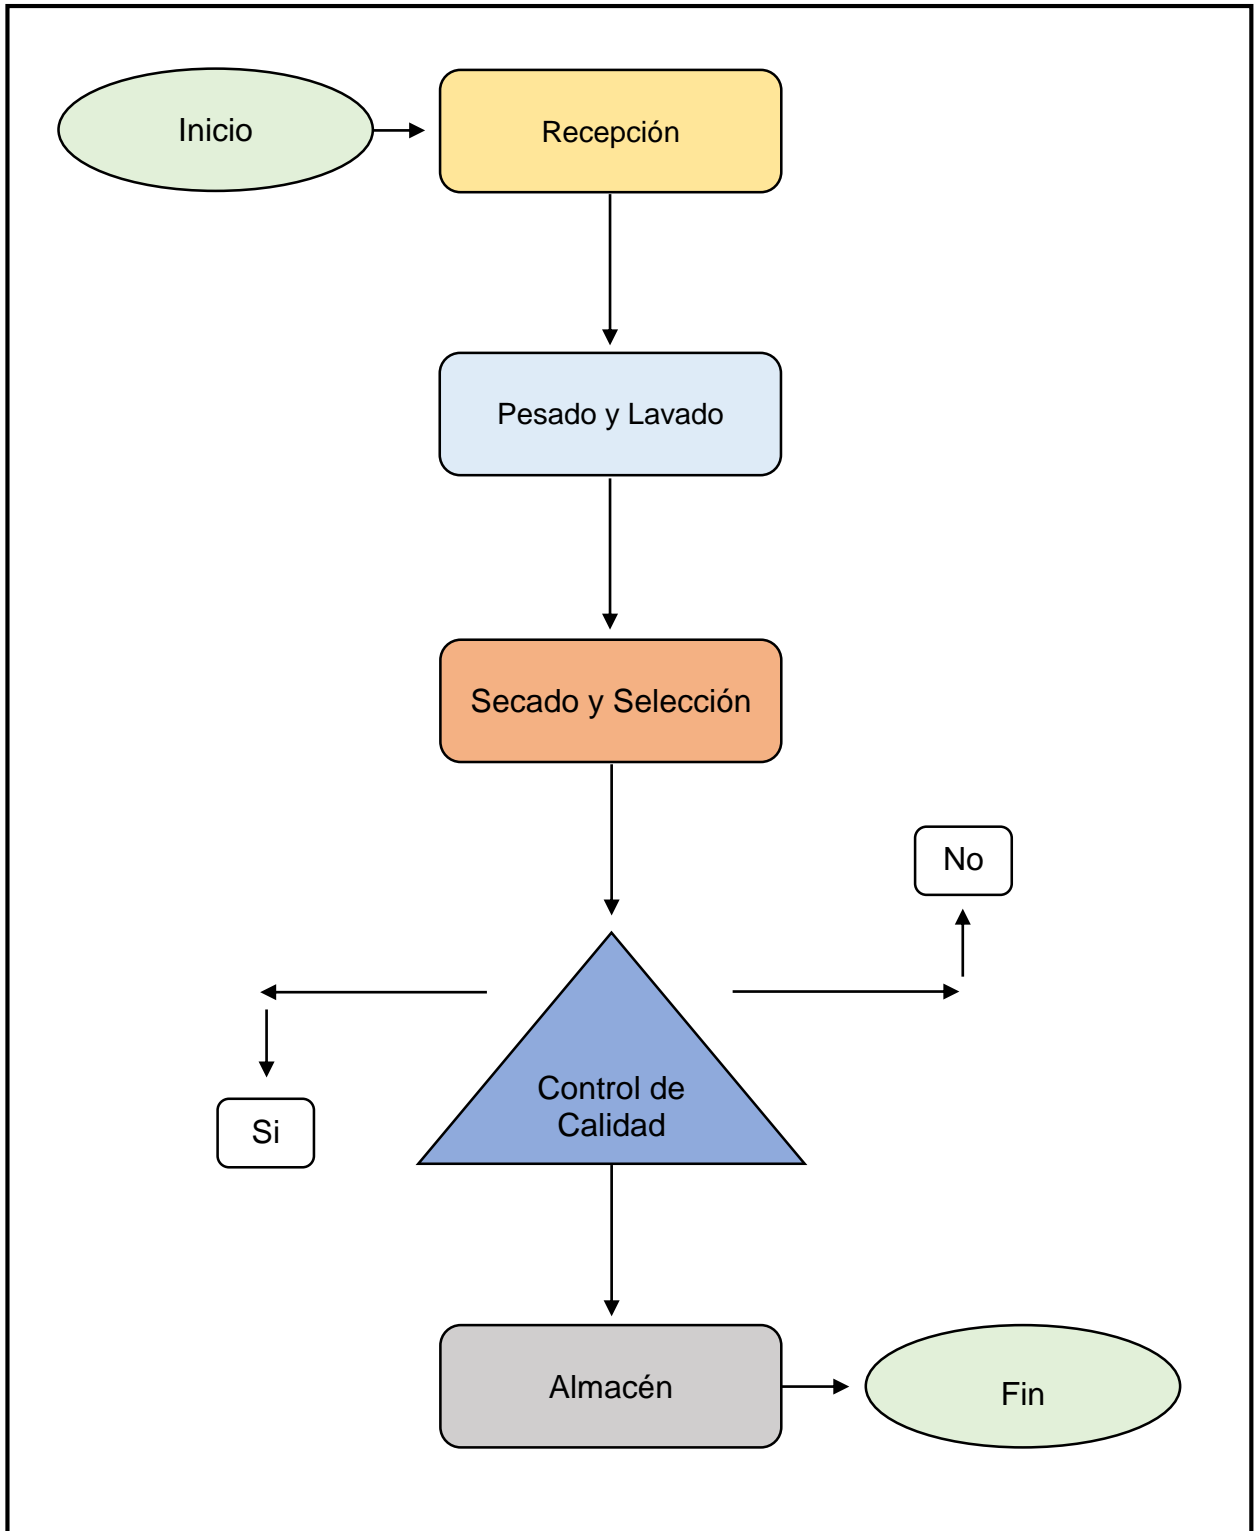 Inicio
Recepción
Pesado y Lavado
Secado y Selección
No
Si
Control de
Calidad
Almacén
Fin